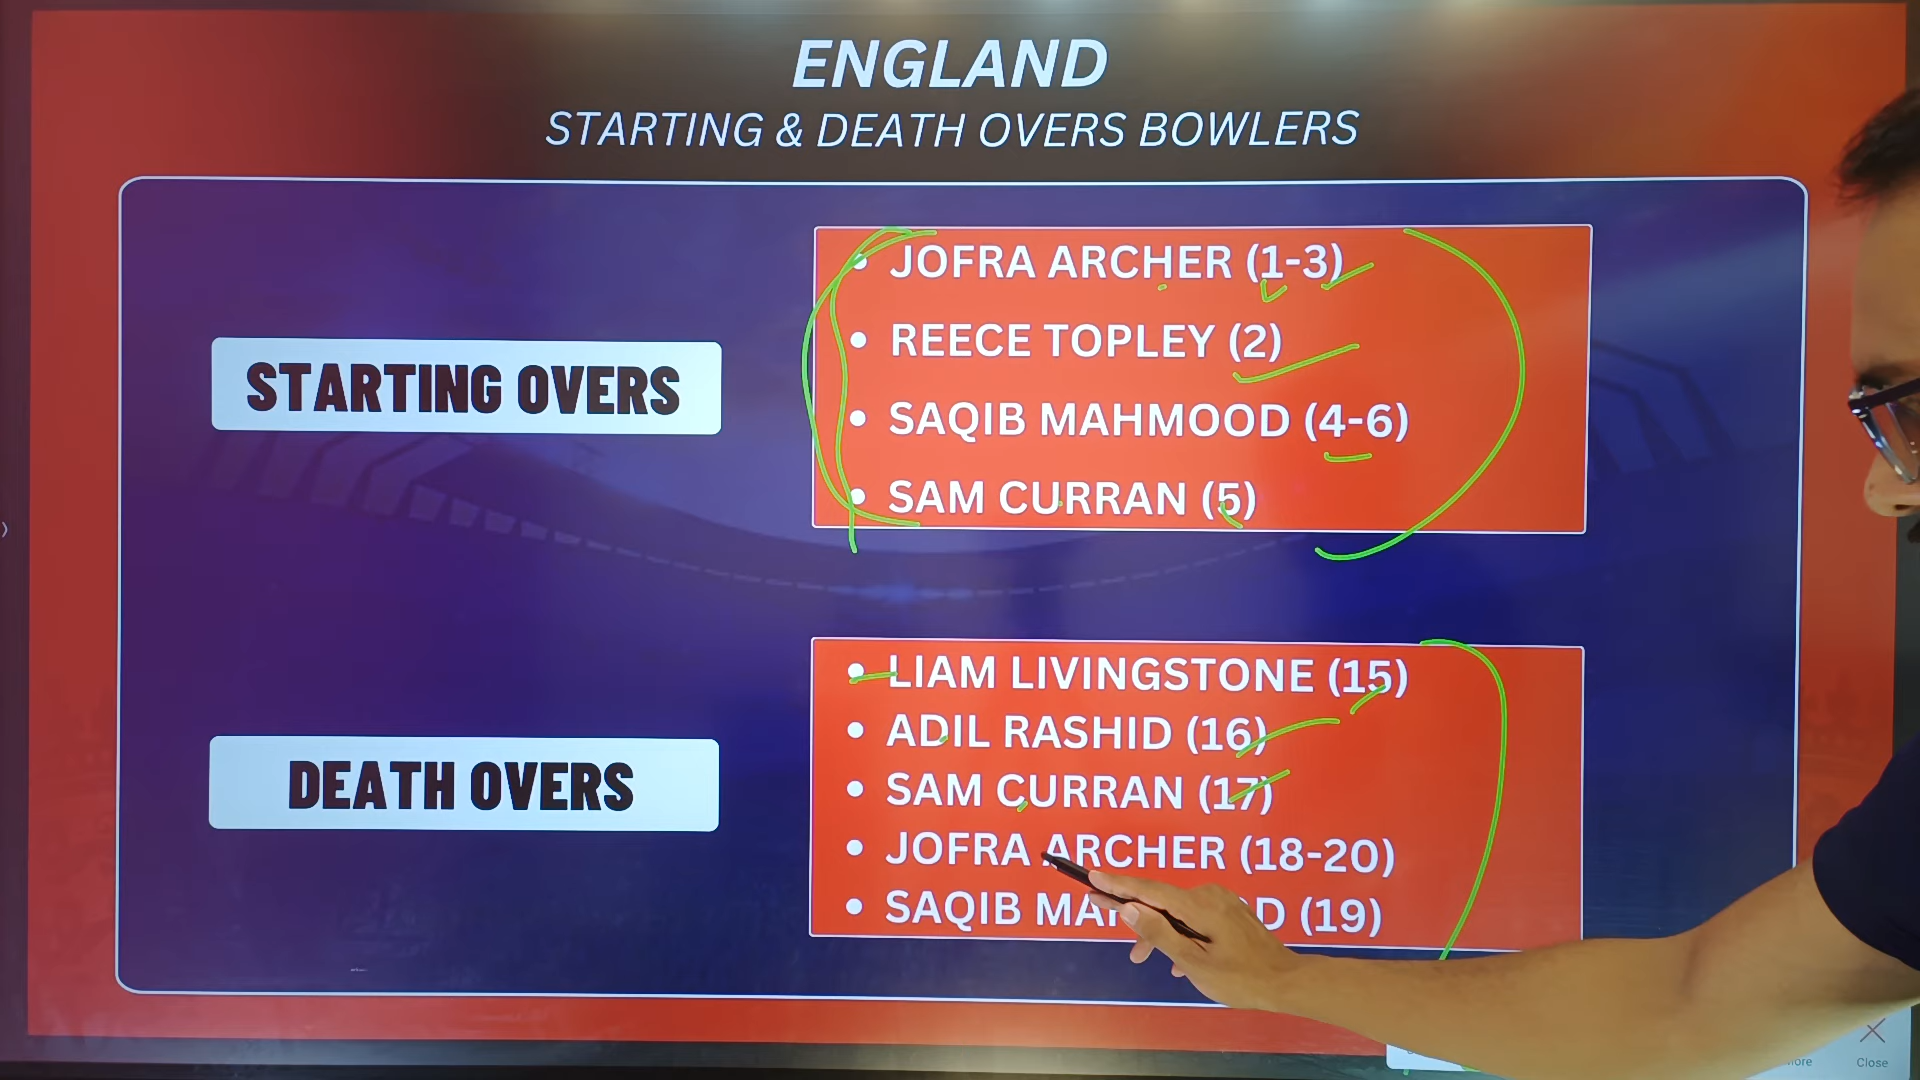 ENGLAND
STARTING & DEATH OVERS BOWLERS
STARTING OVERS
• JOFRA ARCHER (1-3)
• REECE TOPLEY (2)
• SAQIB MAHMOOD (4-6)
• SAM CURRAN (5)
DEATH OVERS
• LIAM LIVINGSTONE (15)
• ADIL RASHID (16)
• SAM CURRAN (17)
• JOFRA ARCHER (18-20)
• SAQIB (19)
Close